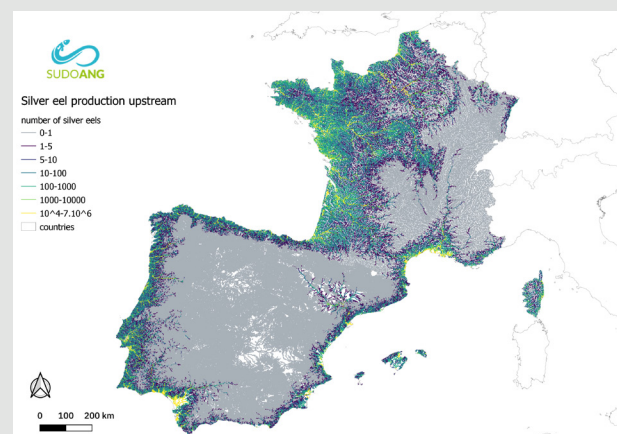 SUDOANG
Silver eel production upstream
number of silver eels
0-1
1-5
5-10
10-100
100-1000
1000-10000
10^4-7.10^6
countries
0 100 200 km